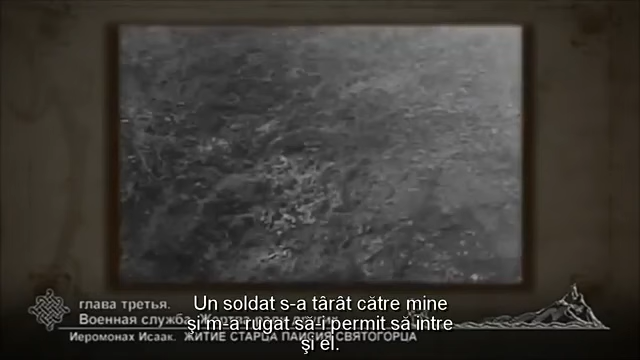 глава третья.
Военная служба.
Un soldat s-a târât către mine
şi m-a rugat să-i permit să intre
şi el.
Иеромонах Исаак. ЖИТИЕ СТАРЦА ПАИСИЯ СВЯТОГОРЦА